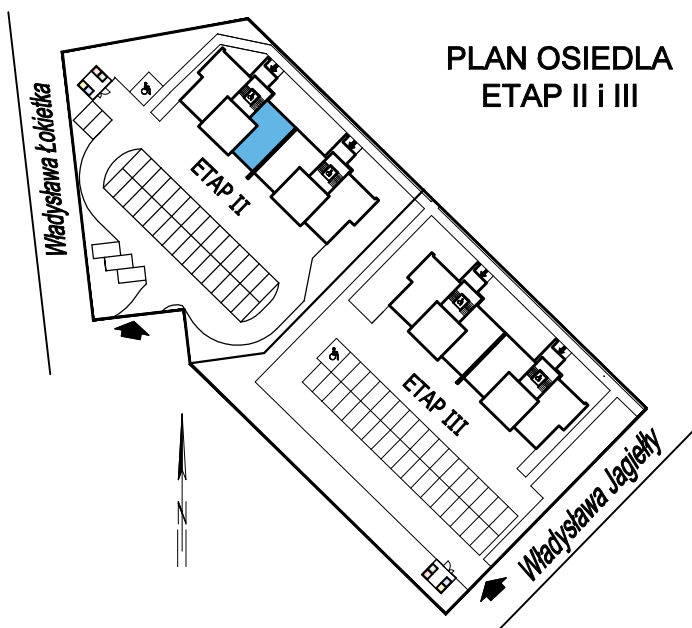 PLAN OSIEDLA
ETAP II i III
Władysława Łokietka
ETAP II
ETAP III
Władysława Jagiełły
N